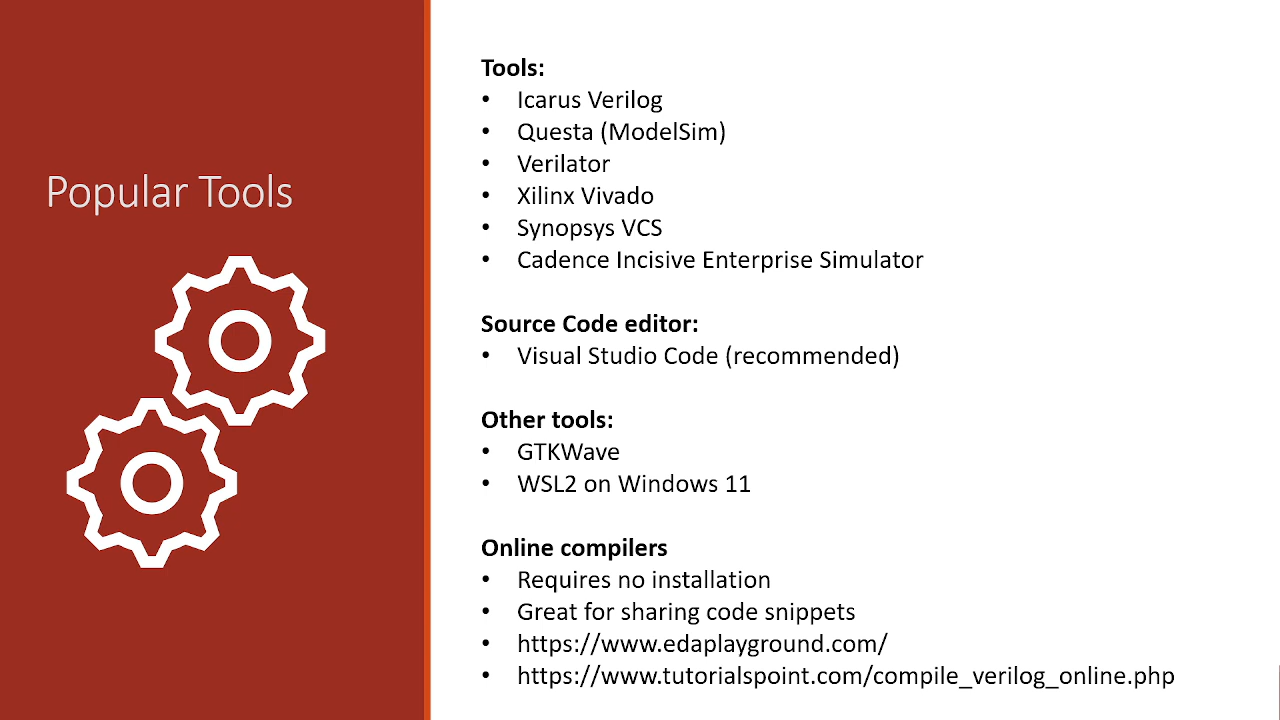 Popular Tools
Tools:
• Icarus Verilog
• Questa (ModelSim)
• Verilator
• Xilinx Vivado
• Synopsys VCS
• Cadence Incisive Enterprise Simulator
Source Code editor:
• Visual Studio Code (recommended)
Other tools:
• GTKWave
• WSL2 on Windows 11
Online compilers
• Requires no installation
• Great for sharing code snippets
• https://www.edaplayground.com/
• https://www.tutorialspoint.com/compile_verilog_online.php